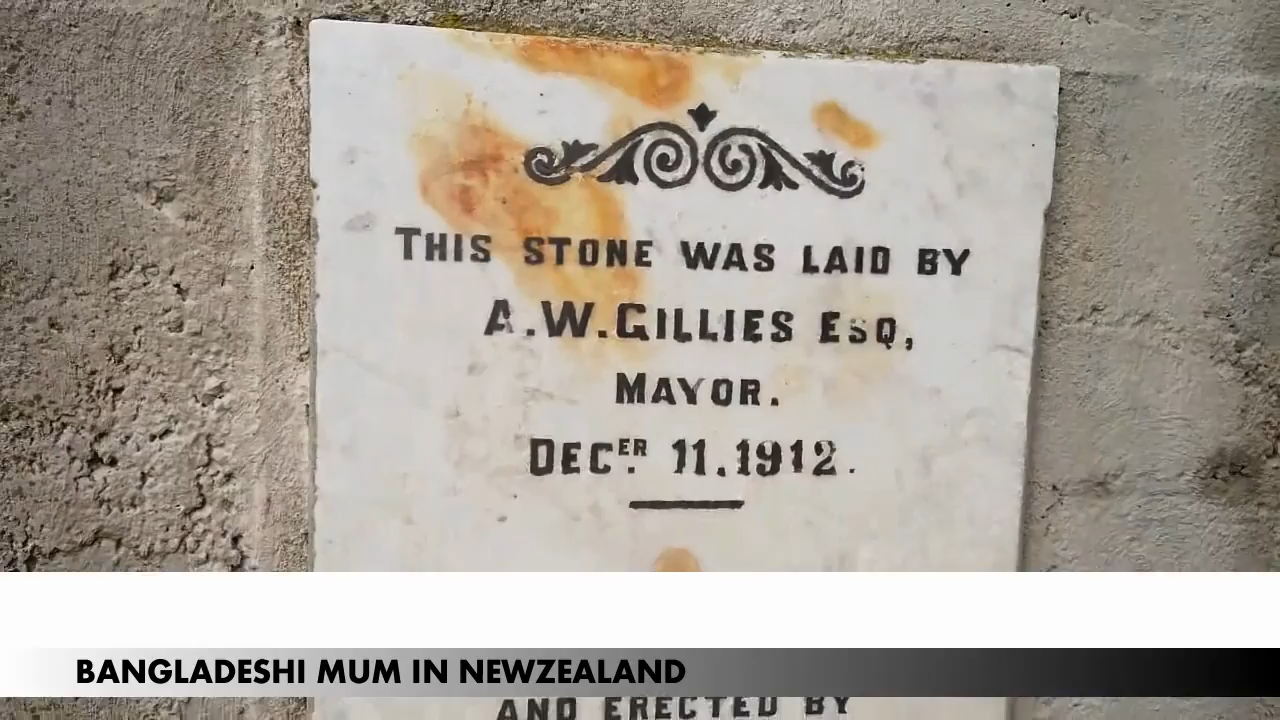 THIS STONE WAS LAID BY
A.W. GILLIES ESQ,
MAYOR.
DECER. 11, 1912.
BANGLADESHI MUM IN NEWZEALAND
AND ERECTED BY